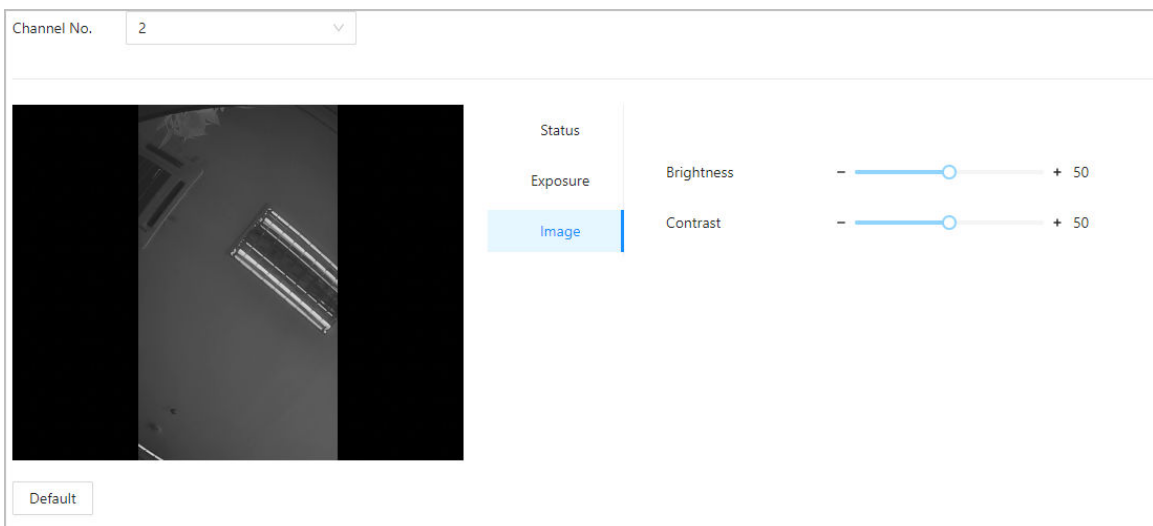 Channel No. 2
Status
Exposure
Image
Brightness - + 50
Contrast - + 50
Default